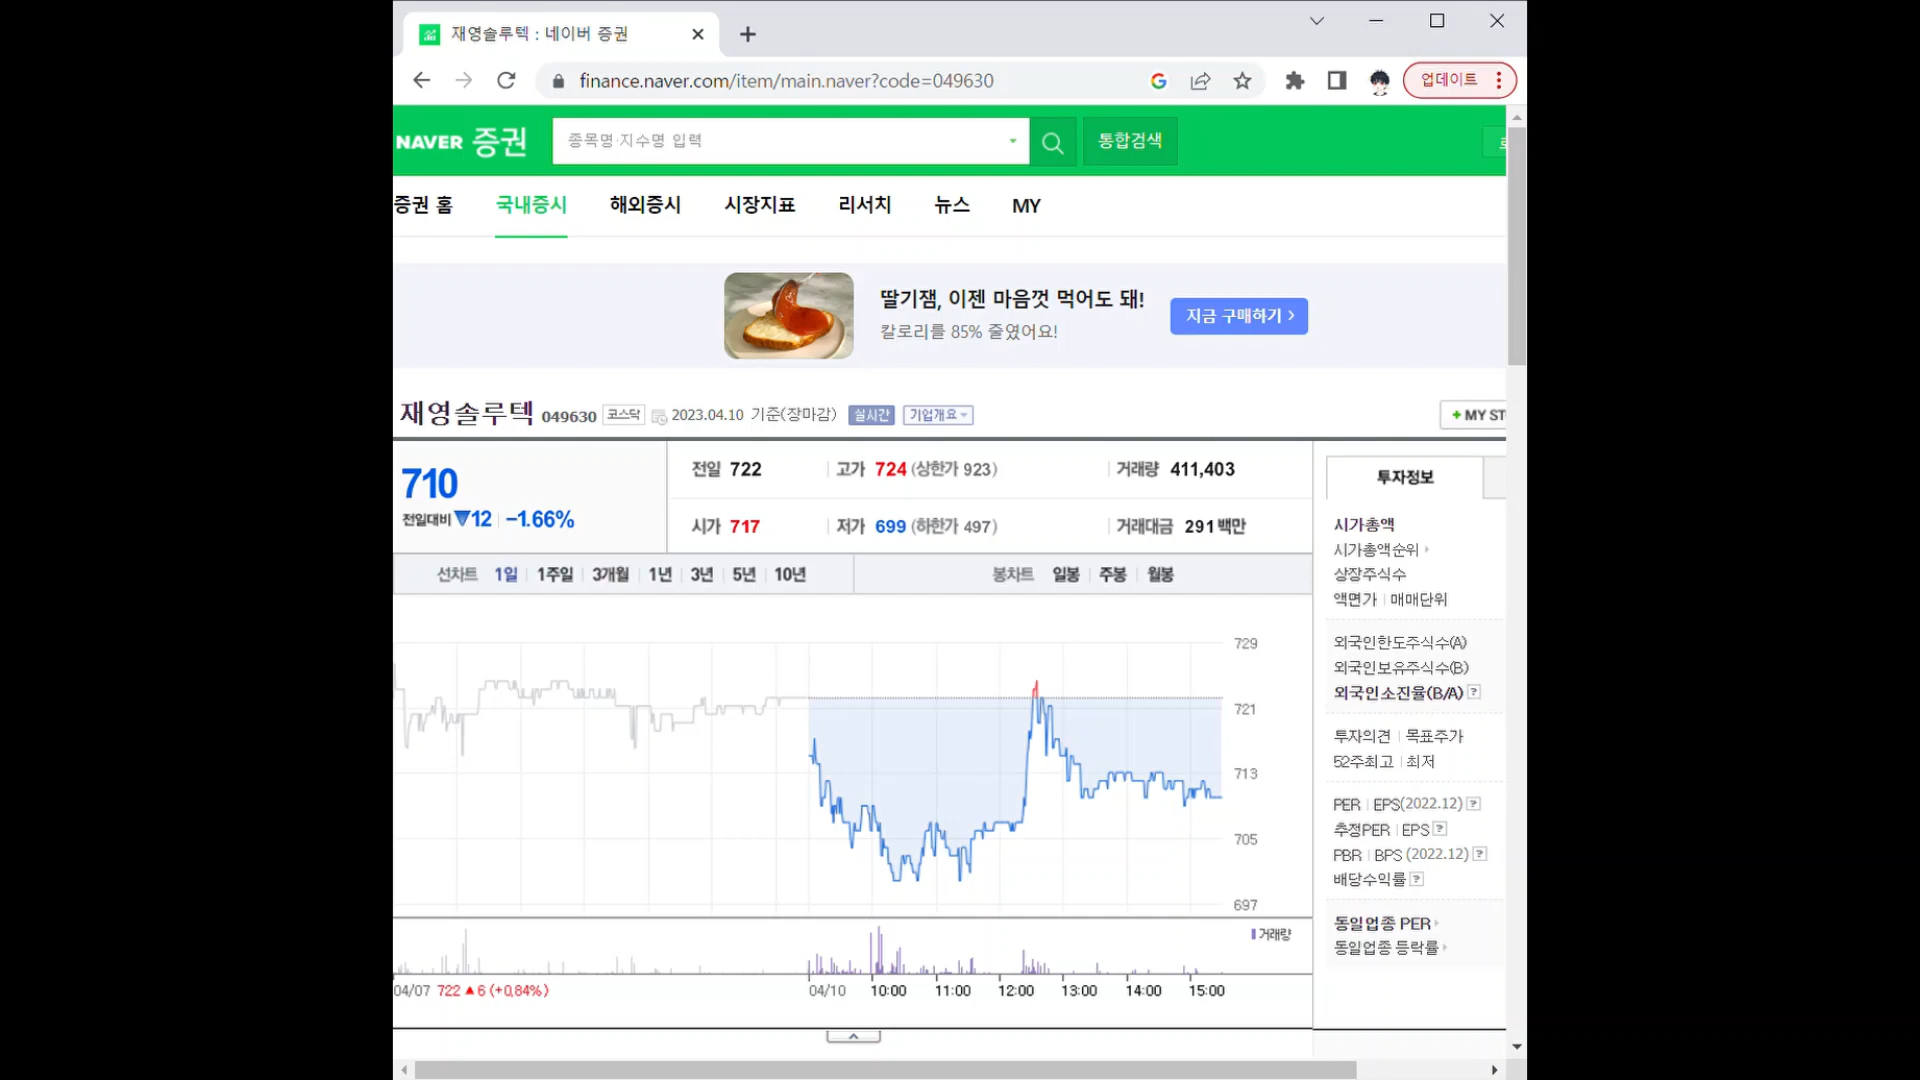 재영솔루텍 : 네이버 증권
finance.naver.com/item/main.naver?code=049630
업데이트
NAVER 증권
종목명·지수명 입력
통합검색
증권 홈 국내증시 해외증시 시장지표 리서치 뉴스 MY
딸기잼, 이젠 마음껏 먹어도 돼!
칼로리를 85% 줄였어요!
지금 구매하기 >
재영솔루텍 049630 코스닥 2023.04.10 기준(장마감) 실시간 기업개요
+ MY ST
710
전일대비 ▼12 -1.66%
전일 722 고가 724 (상한가 923) 거래량 411,403
시가 717 저가 699 (하한가 497) 거래대금 291백만
선차트 1일 1주일 3개월 1년 3년 5년 10년
봉차트 일봉 주봉 월봉
729
721
713
705
697
거래량
04/07 722 ▲6 (+0.84%)
04/10 10:00 11:00 12:00 13:00 14:00 15:00
투자정보
시가총액
시가총액순위
상장주식수
액면가 | 매매단위
외국인한도주식수(A)
외국인보유주식수(B)
외국인소진율(B/A) ?
투자의견 | 목표주가
52주최고 | 최저
PER | EPS(2022.12) ?
추정PER | EPS ?
PBR | BPS (2022.12) ?
배당수익률 ?
동일업종 PER
동일업종 등락률